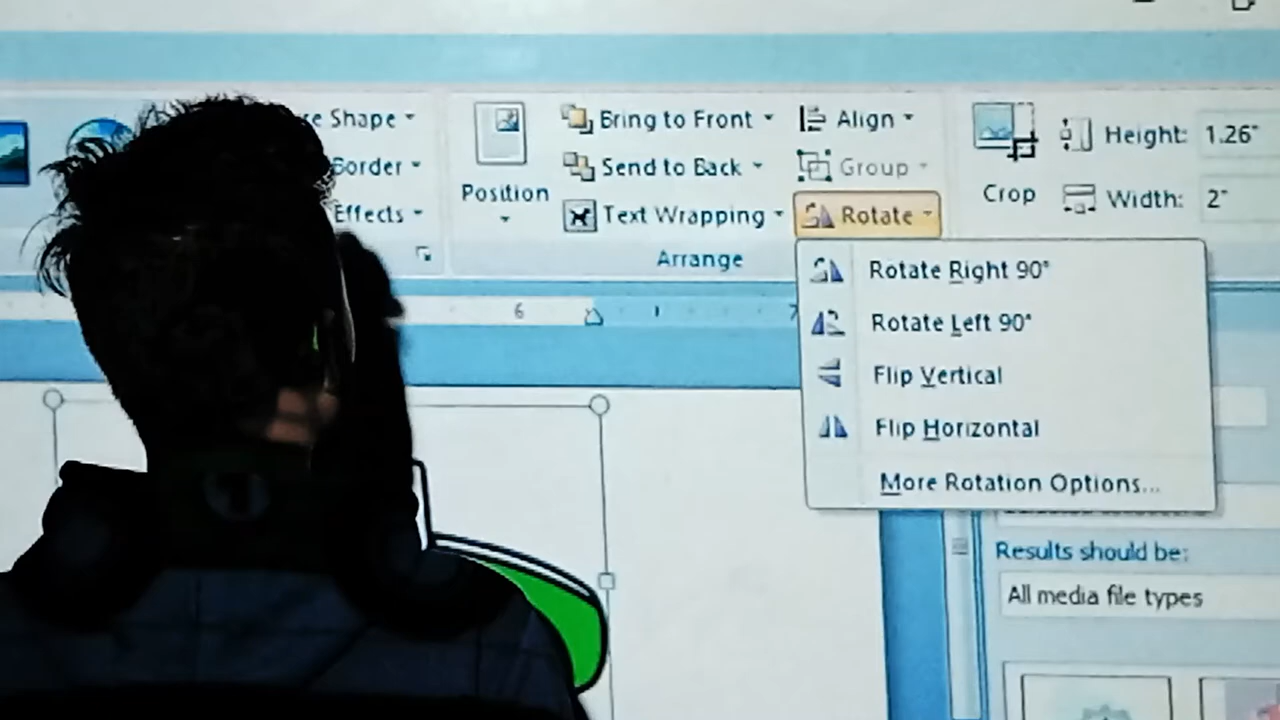 Shape
Border
Effects
Position
Bring to Front
Send to Back
Text Wrapping
Arrange
Align
Group
Rotate
Crop
Height: 1.26"
Width: 2"
6
Rotate Right 90°
Rotate Left 90°
Flip Vertical
Flip Horizontal
More Rotation Options...
Results should be:
All media file types